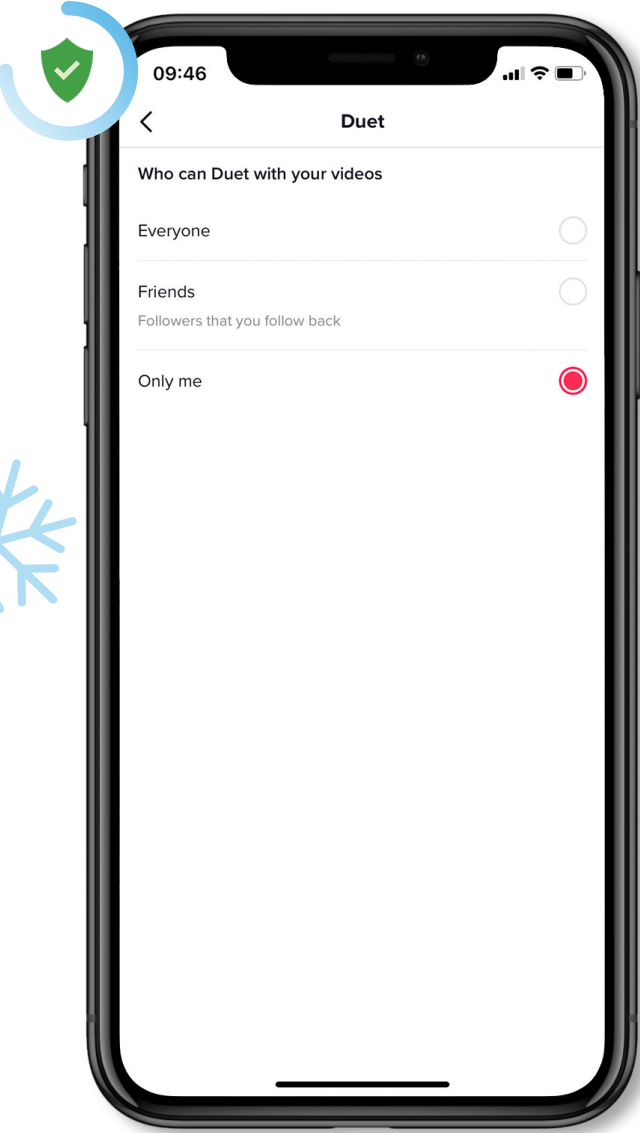 09:46
Duet
Who can Duet with your videos
Everyone
Friends
Followers that you follow back
Only me